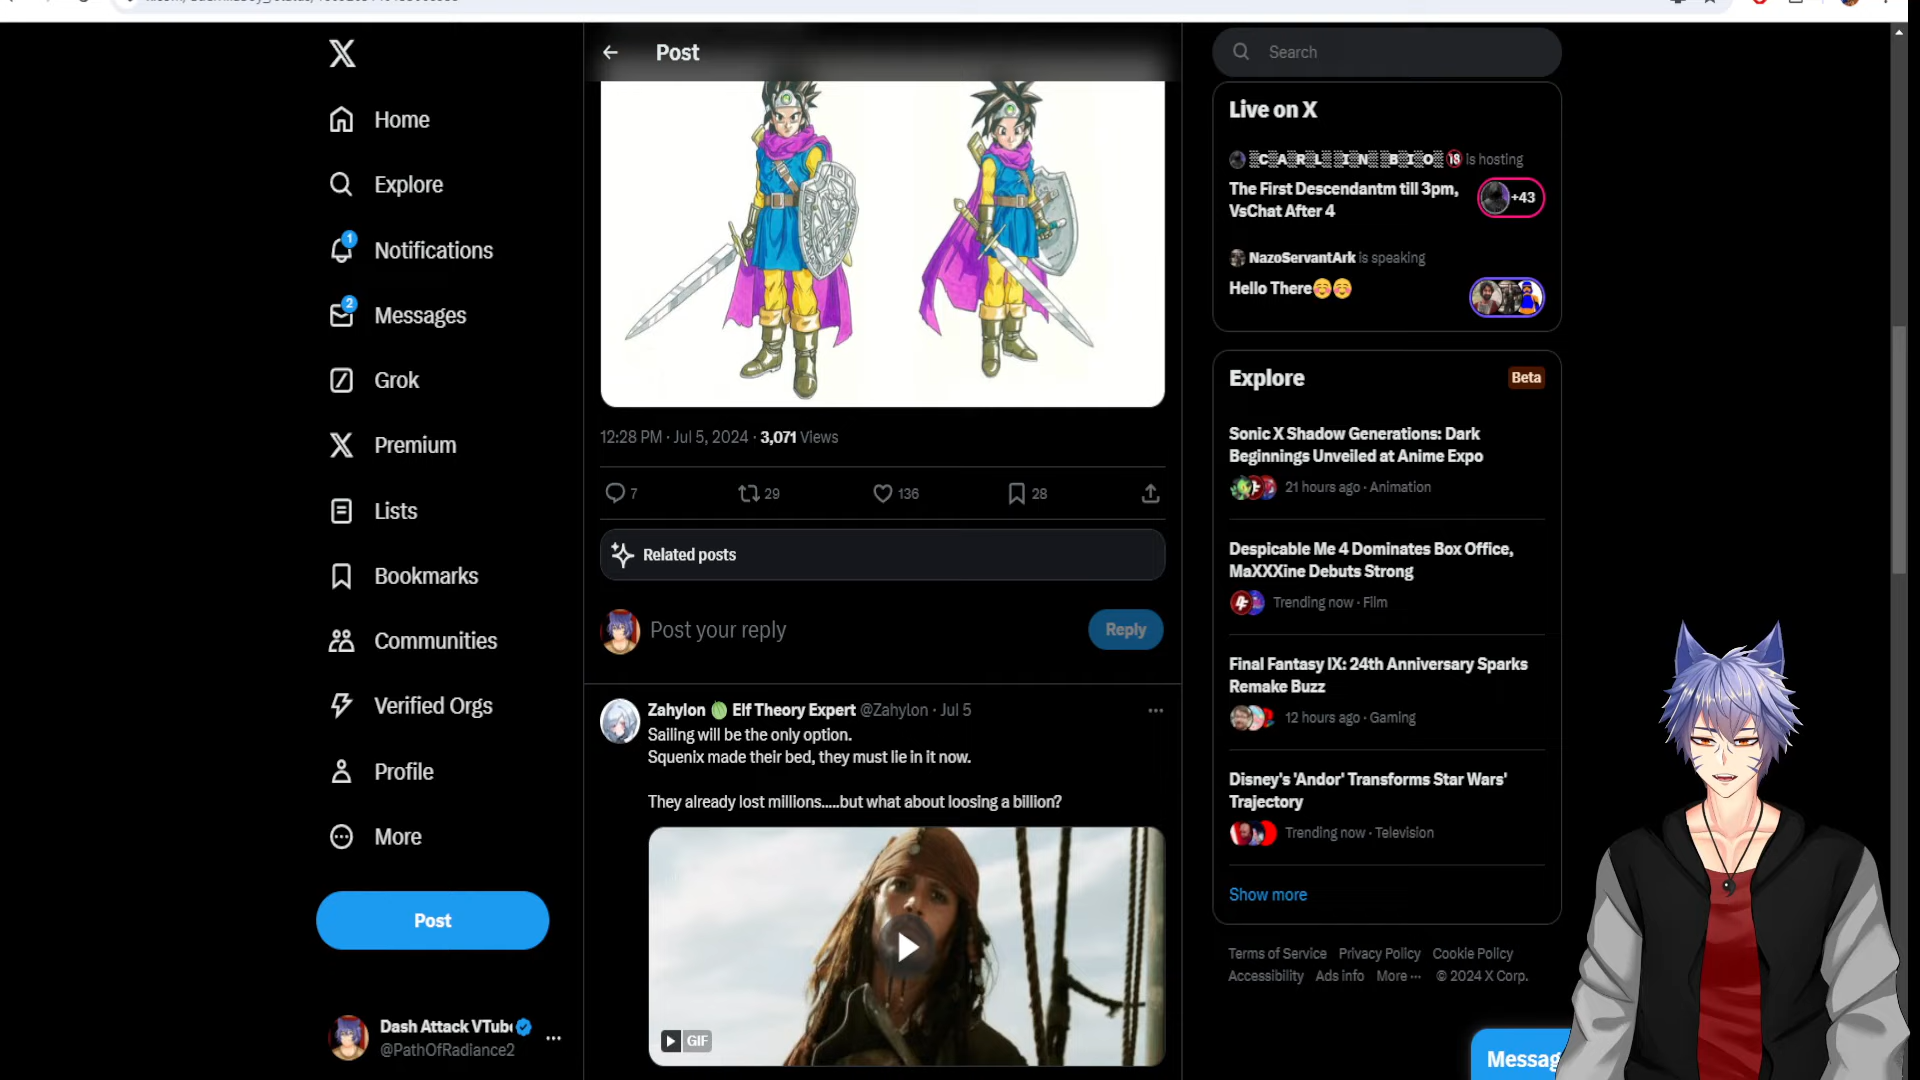 Home
Explore
1
Notifications
2
Messages
Grok
Premium
Lists
Bookmarks
Communities
Verified Orgs
Profile
More
Post
Dash Attack VTub
@PathOfRadiance2
Post
12:28 PM · Jul 5, 2024 · 3,071 Views
7
29
136
28
Related posts
Post your reply
Reply
Zahylon Elf Theory Expert @Zahylon · Jul 5
Sailing will be the only option.
Squenix made their bed, they must lie in it now.
They already lost millions.....but what about loosing a billion?
GIF
Search
Live on X
CARL IN BIO 🔞 is hosting
The First Descendantm till 3pm,
VsChat After 4
+43
NazoServantArk is speaking
Hello There☺️☺️
Explore
Beta
Sonic X Shadow Generations: Dark
Beginnings Unveiled at Anime Expo
21 hours ago · Animation
Despicable Me 4 Dominates Box Office,
MaXXXine Debuts Strong
Trending now · Film
Final Fantasy IX: 24th Anniversary Sparks
Remake Buzz
12 hours ago · Gaming
Disney's 'Andor' Transforms Star Wars'
Trajectory
Trending now · Television
Show more
Terms of Service Privacy Policy Cookie Policy
Accessibility Ads info More ··· © 2024 X Corp.
Messag